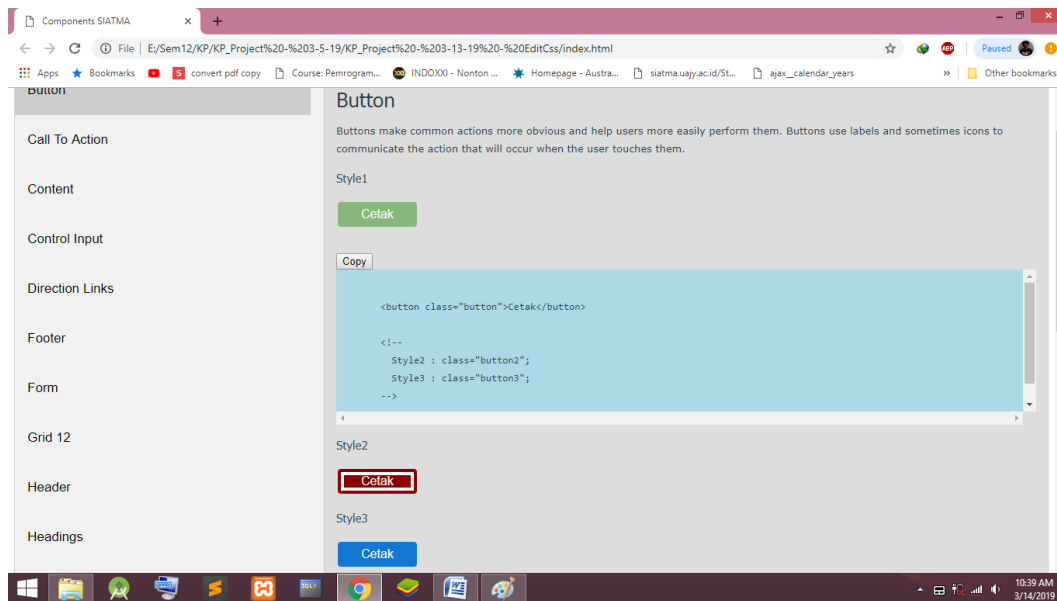 Components SIATMA
File
E:/Sem12/KP/KP_Project%20-%203-5-19/KP_Project%20-%203-13-19%20-%20EditCss/index.html
ABP
Paused
Apps
Bookmarks
S
convert pdf copy
Course: Pemrogram...
INDOXXI - Nonton ...
Homepage - Austra...
siatma.uajy.ac.id/St...
ajax__calendar_years
»
Other bookmarks
Button
Call To Action
Content
Control Input
Direction Links
Footer
Form
Grid 12
Header
Headings
Button
Buttons make common actions more obvious and help users more easily perform them. Buttons use labels and sometimes icons to
communicate the action that will occur when the user touches them.
Style1
Cetak
Copy
<button class="button">Cetak</button>
<!--
Style2 : class="button2";
Style3 : class="button3";
-->
Style2
Cetak
Style3
Cetak
SQL>
W
10:39 AM
3/14/2019